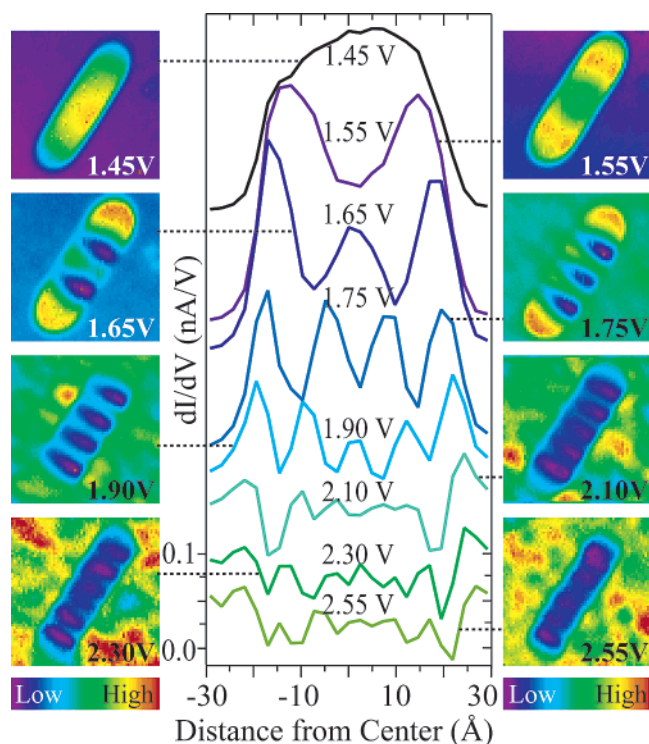 1.45 V
1.45V
1.55V
1.55 V
1.65 V
1.65V
1.75V
1.75 V
dI/dV (nA/V)
1.90 V
1.90V
2.10V
2.10 V
0.1
2.30 V
2.55 V
0.0
2.30V
2.55V
Low High
-30 -10 10 30
Low High
Distance from Center (Å)